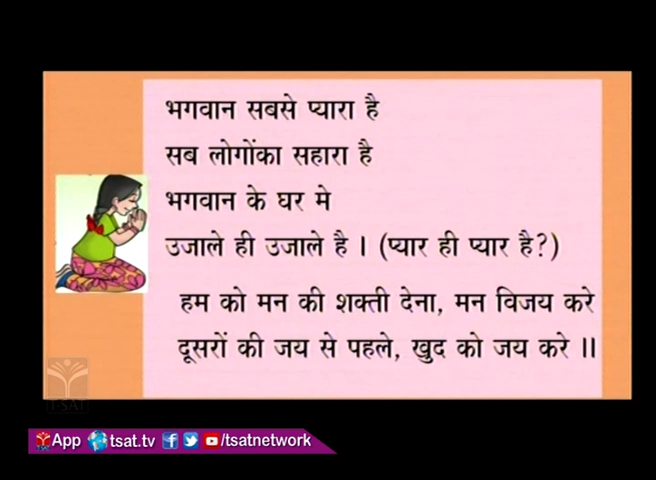 भगवान सबसे प्यारा है
सब लोगोंका सहारा है
भगवान के घर मे
उजाले ही उजाले है । (प्यार ही प्यार है?)
हम को मन की शक्ती देना, मन विजय करे
दूसरों की जय से पहले, खुद को जय करे ॥
T-SAT
App tsat.tv /tsatnetwork